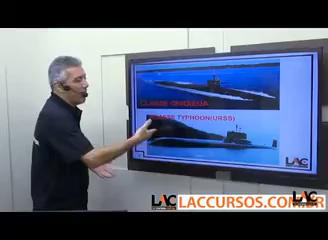 CLASSE OHIO/EUA
CLASSE TYPHOON(URSS)
LAC
LAC
LACCURSOS.COM.BR
LAC